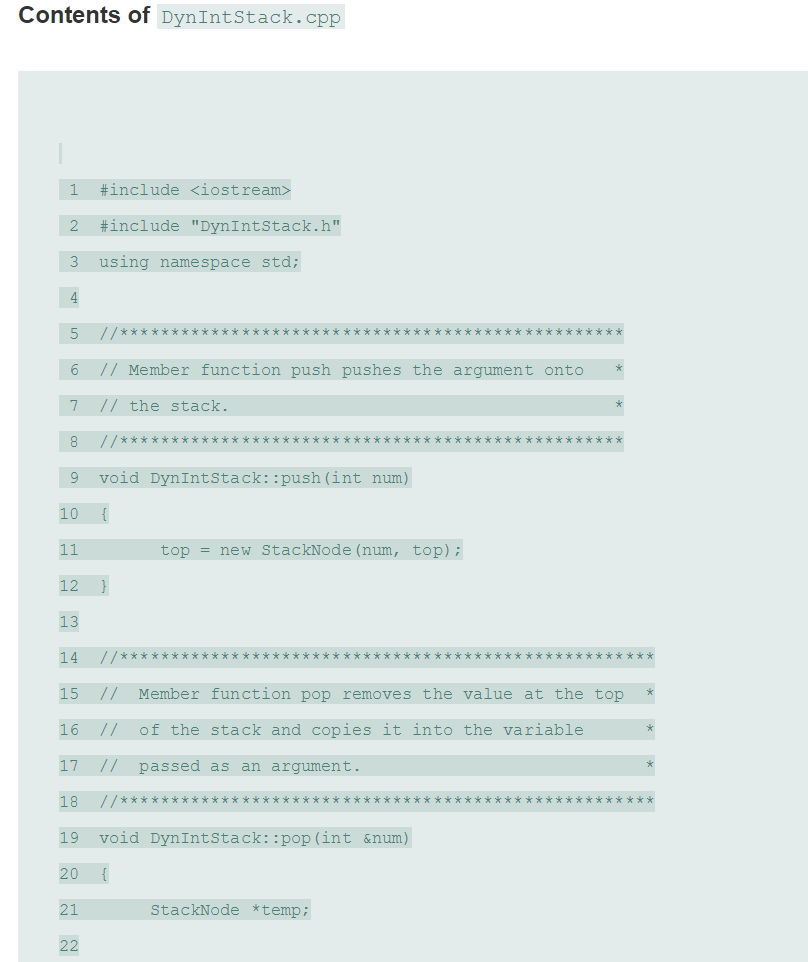 Contents of DynIntStack.cpp
1 #include <iostream>
2 #include "DynIntStack.h"
3 using namespace std;
4
5 //**************************************************
6 // Member function push pushes the argument onto   *
7 // the stack.                                      *
8 //**************************************************
9 void DynIntStack::push(int num)
10 {
11       top = new StackNode(num, top);
12 }
13
14 //*****************************************************
15 //  Member function pop removes the value at the top  *
16 //  of the stack and copies it into the variable      *
17 //  passed as an argument.                            *
18 //*****************************************************
19 void DynIntStack::pop(int &num)
20 {
21      StackNode *temp;
22